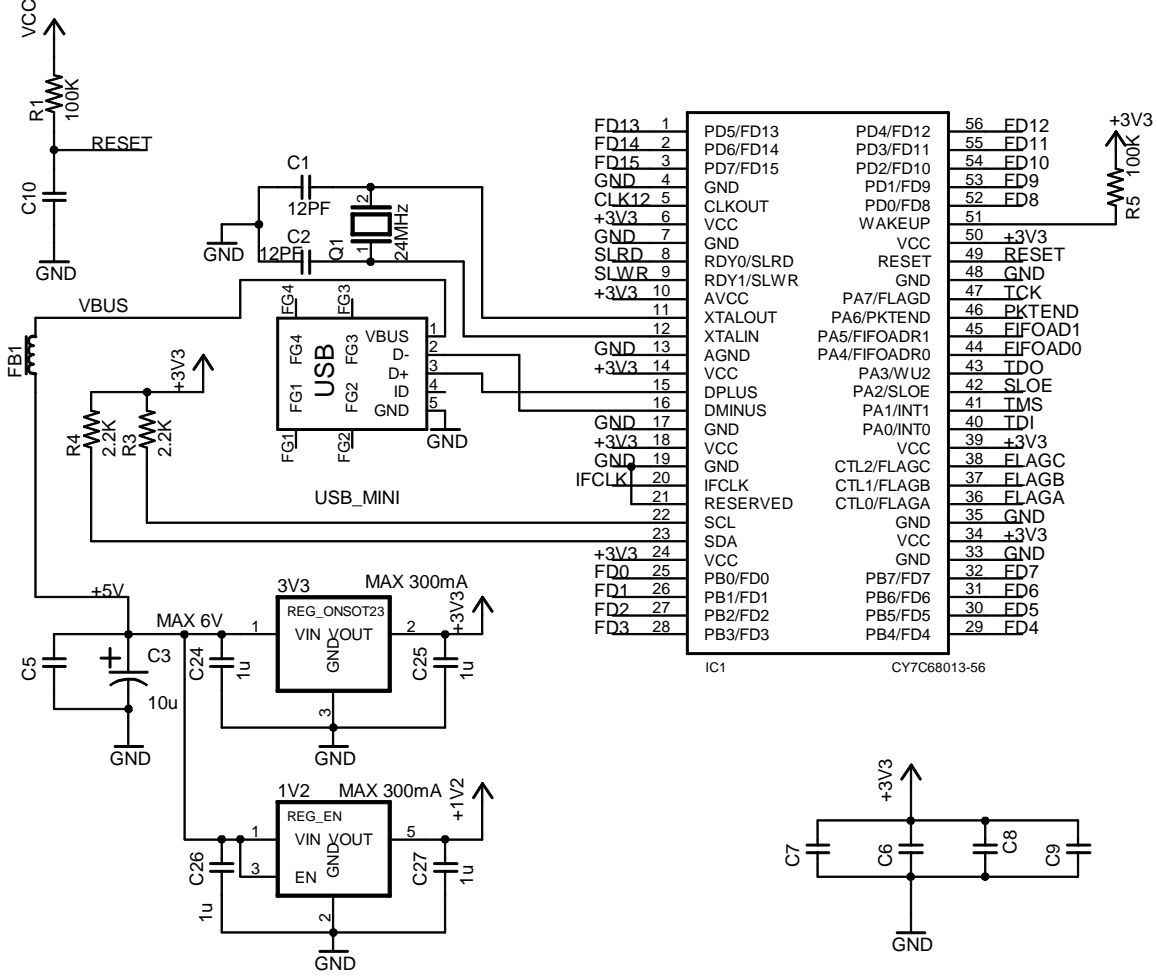 VCC
R1
100K
RESET
C10
GND
C1
12PF
C2
12PF
GND
Q1
2
1
24MHz
VBUS
FB1
FG4
FG3
FG4
FG3
USB
FG1
FG2
FG1
FG2
VBUS 1
D- 2
D+ 3
ID 4
GND 5
GND
USB_MINI
+3V3
R4
2.2K
R3
2.2K
+5V
MAX 6V
C5
C3
10u
GND
3V3
MAX 300mA
REG_ONSOT23
1 VIN VOUT 2
GND
3
C24
1u
C25
1u
+3V3
GND
1V2
MAX 300mA
REG_EN
1 VIN VOUT 5
GND
3 EN
2
C26
1u
C27
1u
+1V2
GND
FD13 1 PD5/FD13 PD4/FD12 56 FD12
FD14 2 PD6/FD14 PD3/FD11 55 FD11
FD15 3 PD7/FD15 PD2/FD10 54 FD10
GND 4 GND PD1/FD9 53 FD9
CLK12 5 CLKOUT PD0/FD8 52 FD8
+3V3 6 VCC WAKEUP 51
GND 7 GND VCC 50 +3V3
SLRD 8 RDY0/SLRD RESET 49 RESET
SLWR 9 RDY1/SLWR GND 48 GND
+3V3 10 AVCC PA7/FLAGD 47 TCK
11 XTALOUT PA6/PKTEND 46 PKTEND
12 XTALIN PA5/FIFOADR1 45 FIFOAD1
GND 13 AGND PA4/FIFOADR0 44 FIFOAD0
+3V3 14 VCC PA3/WU2 43 TDO
15 DPLUS PA2/SLOE 42 SLOE
16 DMINUS PA1/INT1 41 TMS
GND 17 GND PA0/INT0 40 TDI
+3V3 18 VCC VCC 39 +3V3
GND 19 GND CTL2/FLAGC 38 FLAGC
IFCLK 20 IFCLK CTL1/FLAGB 37 FLAGB
21 RESERVED CTL0/FLAGA 36 FLAGA
22 SCL GND 35 GND
23 SDA VCC 34 +3V3
+3V3 24 VCC GND 33 GND
FD0 25 PB0/FD0 PB7/FD7 32 FD7
FD1 26 PB1/FD1 PB6/FD6 31 FD6
FD2 27 PB2/FD2 PB5/FD5 30 FD5
FD3 28 PB3/FD3 PB4/FD4 29 FD4
IC1
CY7C68013-56
+3V3
R5
100K
+3V3
C7
C6
C8
C9
GND